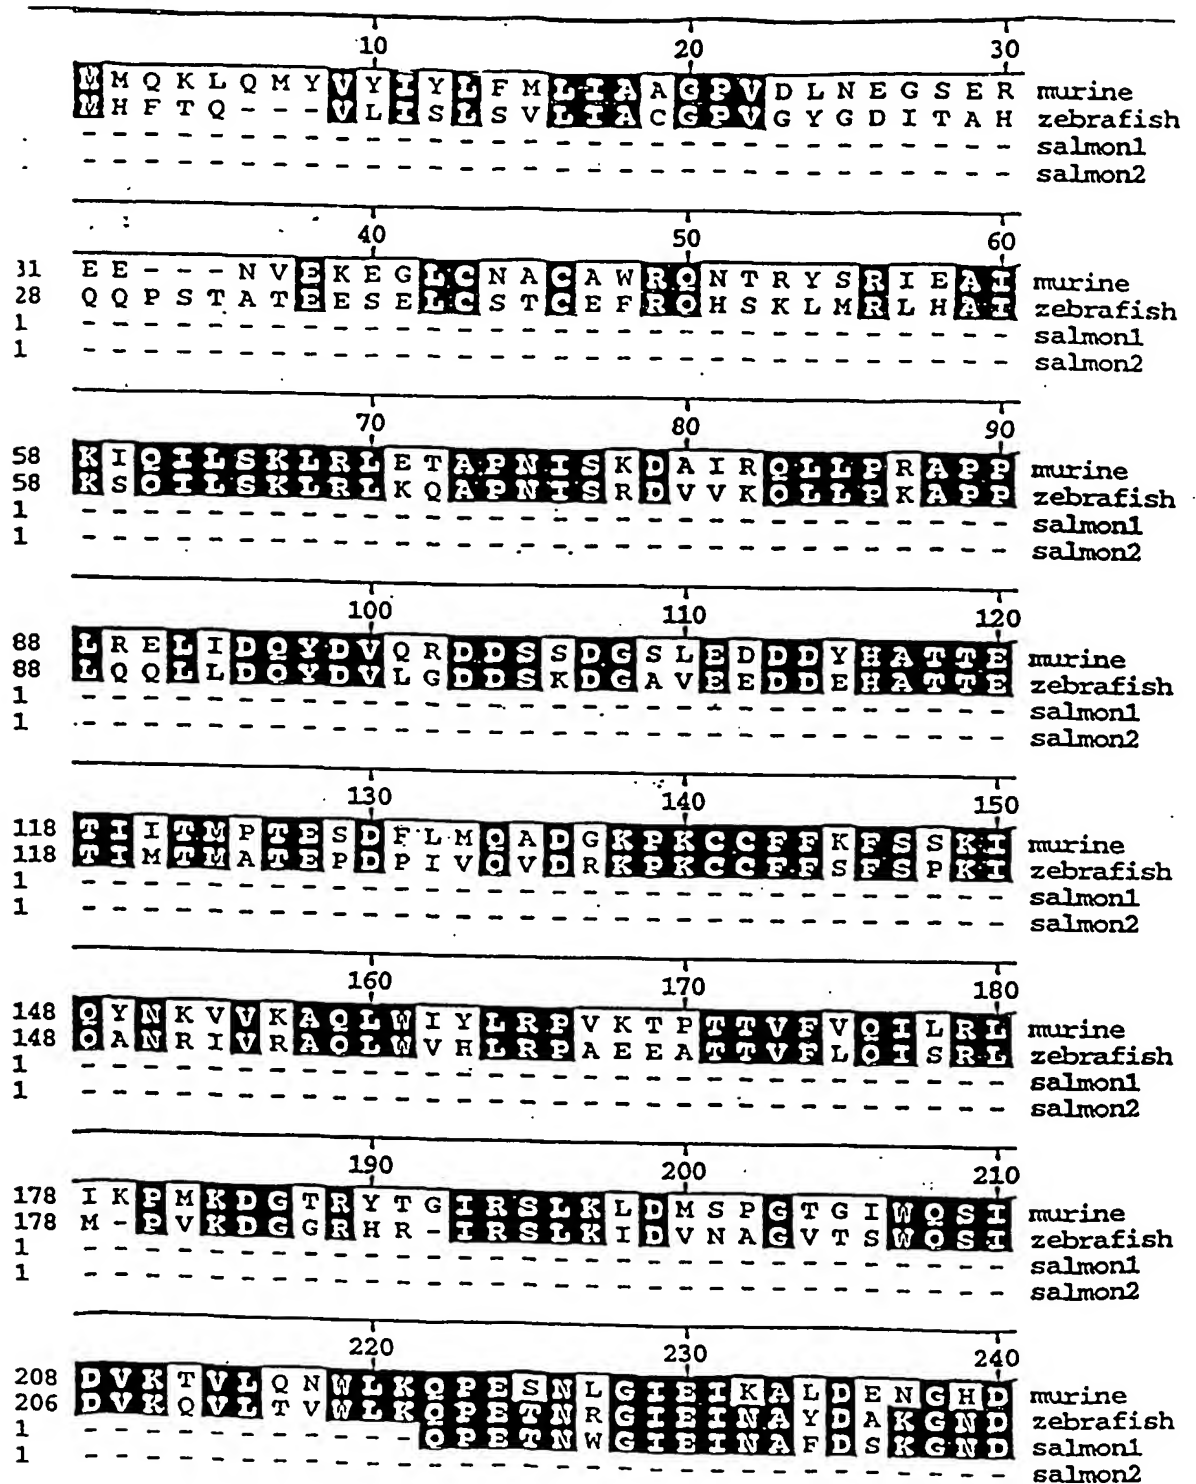 10 20 30
M M Q K L Q M Y V Y I Y L F M L I A A G P V D L N E G S E R murine
M H F T Q - - - V L I S L S V L I A C G P V G Y G D I T A H zebrafish
- - - - - - - - - - - - - - - - - - - - - - - - - - - - - - salmon1
- - - - - - - - - - - - - - - - - - - - - - - - - - - - - - salmon2
40 50 60
31 E E - - - N V E K E G L C N A C A W R Q N T R Y S R I E A I murine
28 Q Q P S T A T E E S E L C S T C E F R Q H S K L M R L H A I zebrafish
1 - - - - - - - - - - - - - - - - - - - - - - - - - - - - - - salmon1
1 - - - - - - - - - - - - - - - - - - - - - - - - - - - - - - salmon2
70 80 90
58 K I Q I L S K L R L E T A P N I S K D A I R Q L L P R A P P murine
58 K S Q I L S K L R L K Q A P N I S R D V V K Q L L P K A P P zebrafish
1 - - - - - - - - - - - - - - - - - - - - - - - - - - - - - - salmon1
1 - - - - - - - - - - - - - - - - - - - - - - - - - - - - - - salmon2
100 110 120
88 L R E L I D Q Y D V Q R D D S S D G S L E D D D Y H A T T E murine
88 L Q Q L L D Q Y D V L G D D S K D G A V E E D D E H A T T E zebrafish
1 - - - - - - - - - - - - - - - - - - - - - - - - - - - - - - salmon1
1 - - - - - - - - - - - - - - - - - - - - - - - - - - - - - - salmon2
130 140 150
118 T I I T M P T E S D F L M Q A D G K P K C C F F K F S S K I murine
118 T I M T M A T E P D P I V Q V D R K P K C C F F S F S P K I zebrafish
1 - - - - - - - - - - - - - - - - - - - - - - - - - - - - - - salmon1
1 - - - - - - - - - - - - - - - - - - - - - - - - - - - - - - salmon2
160 170 180
148 Q Y N K V V K A Q L W I Y L R P V K T P T T V F V Q I L R L murine
148 Q A N R I V R A Q L W V H L R P A E E A T T V F L Q I S R L zebrafish
1 - - - - - - - - - - - - - - - - - - - - - - - - - - - - - - salmon1
1 - - - - - - - - - - - - - - - - - - - - - - - - - - - - - - salmon2
190 200 210
178 I K P M K D G T R Y T G I R S L K L D M S P G T G I W Q S I murine
178 M - P V K D G G R H R - I R S L K I D V N A G V T S W Q S I zebrafish
1 - - - - - - - - - - - - - - - - - - - - - - - - - - - - - - salmon1
1 - - - - - - - - - - - - - - - - - - - - - - - - - - - - - - salmon2
220 230 240
208 D V K T V L Q N W L K Q P E S N L G I E I K A L D E N G H D murine
206 D V K Q V L T V W L K Q P E T N R G I E I N A Y D A K G N D zebrafish
1 - - - - - - - - - - - Q P E T N W G I E I N A F D S K G N D salmon1
1 - - - - - - - - - - - - - - - - - - - - - - - - - - - - - - salmon2